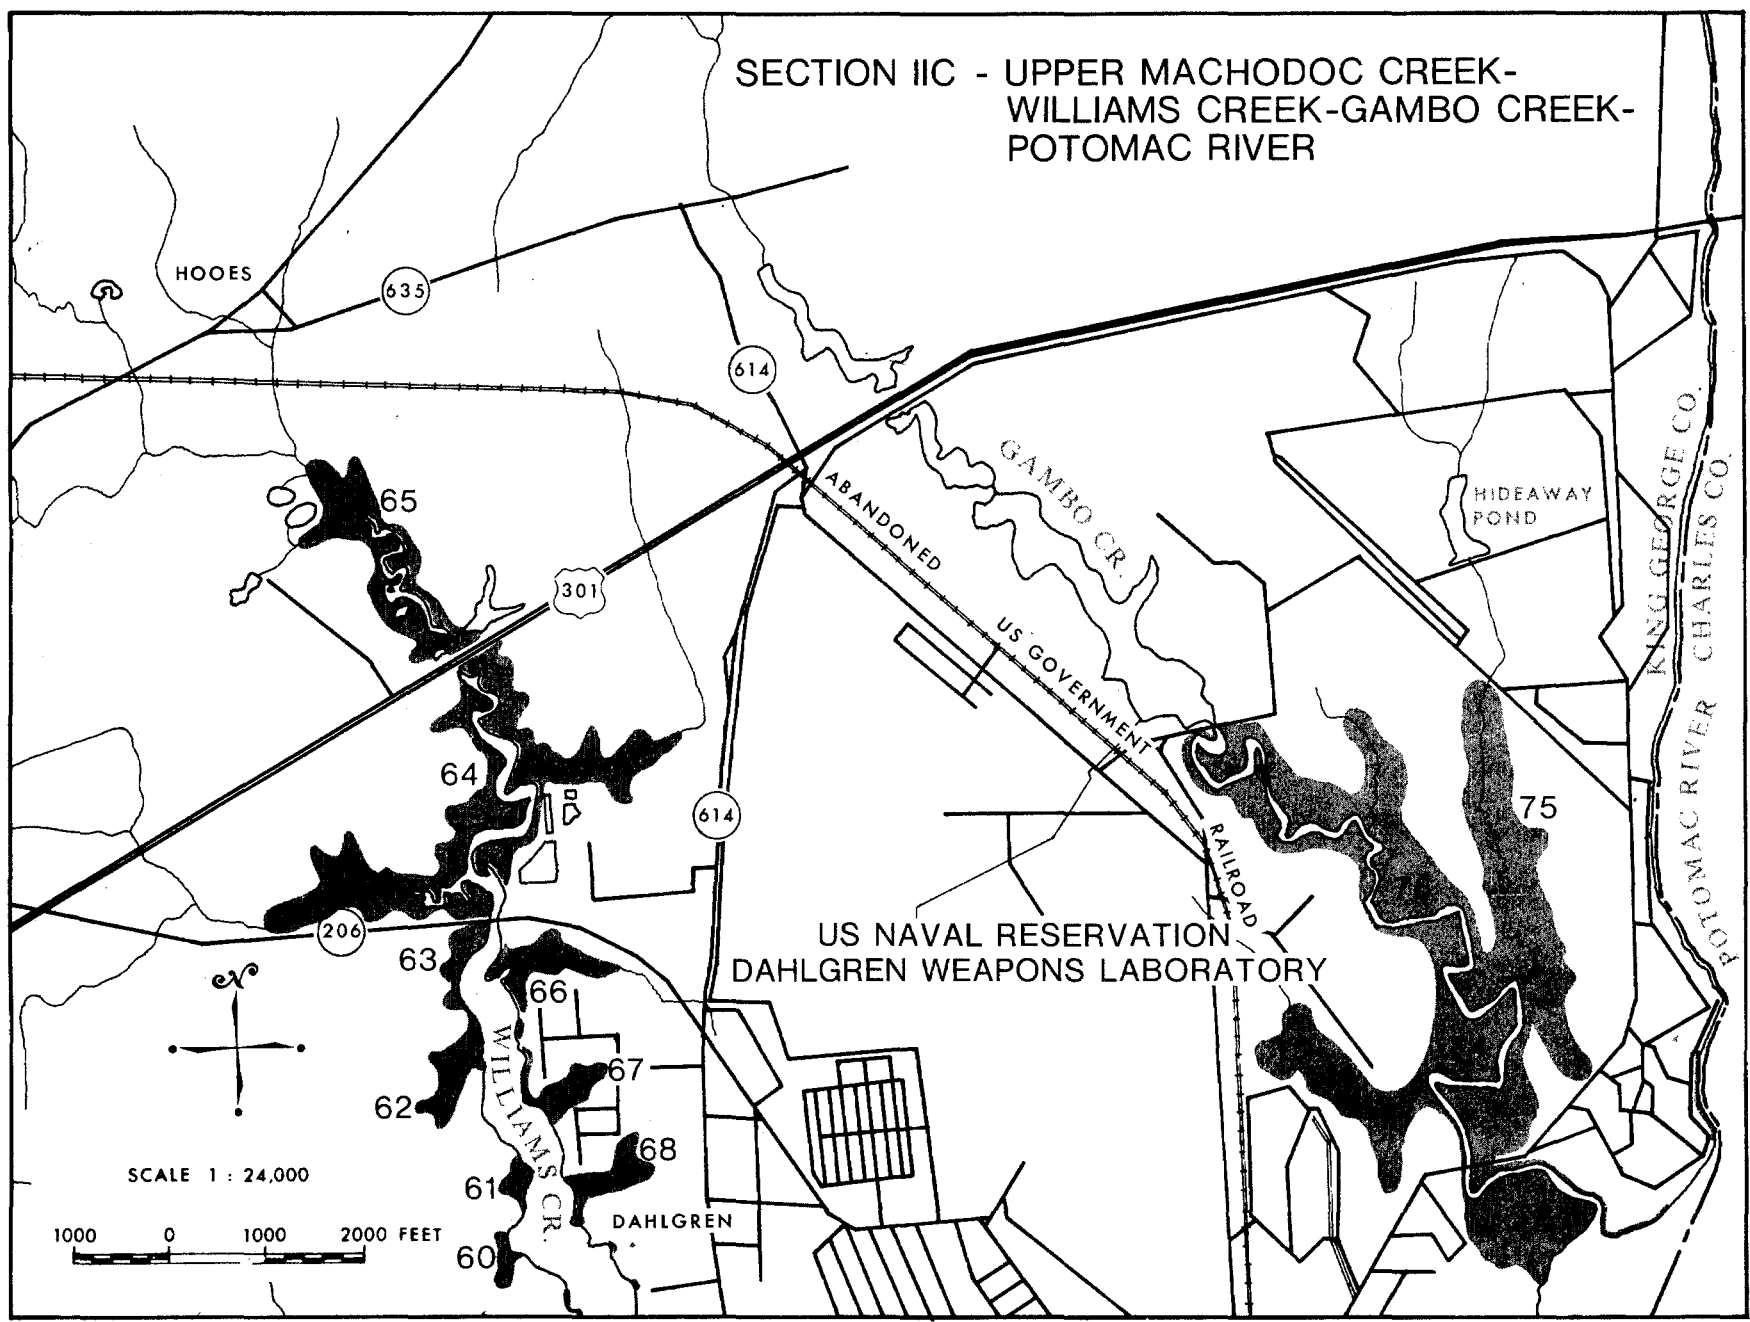 SECTION IIC - UPPER MACHODOC CREEK-
WILLIAMS CREEK-GAMBO CREEK-
POTOMAC RIVER
HOOES
635
614
GAMBO CR.
KING GEORGE CO.
CHARLES CO.
HIDEAWAY
POND
65
ABANDONED
301
US GOVERNMENT
RAILROAD
POTOMAC RIVER
64
614
75
206
US NAVAL RESERVATION
DAHLGREN WEAPONS LABORATORY
63
N
66
WILLIAMS CR.
67
62
68
SCALE 1 : 24,000
61
DAHLGREN
1000 0 1000 2000 FEET
60